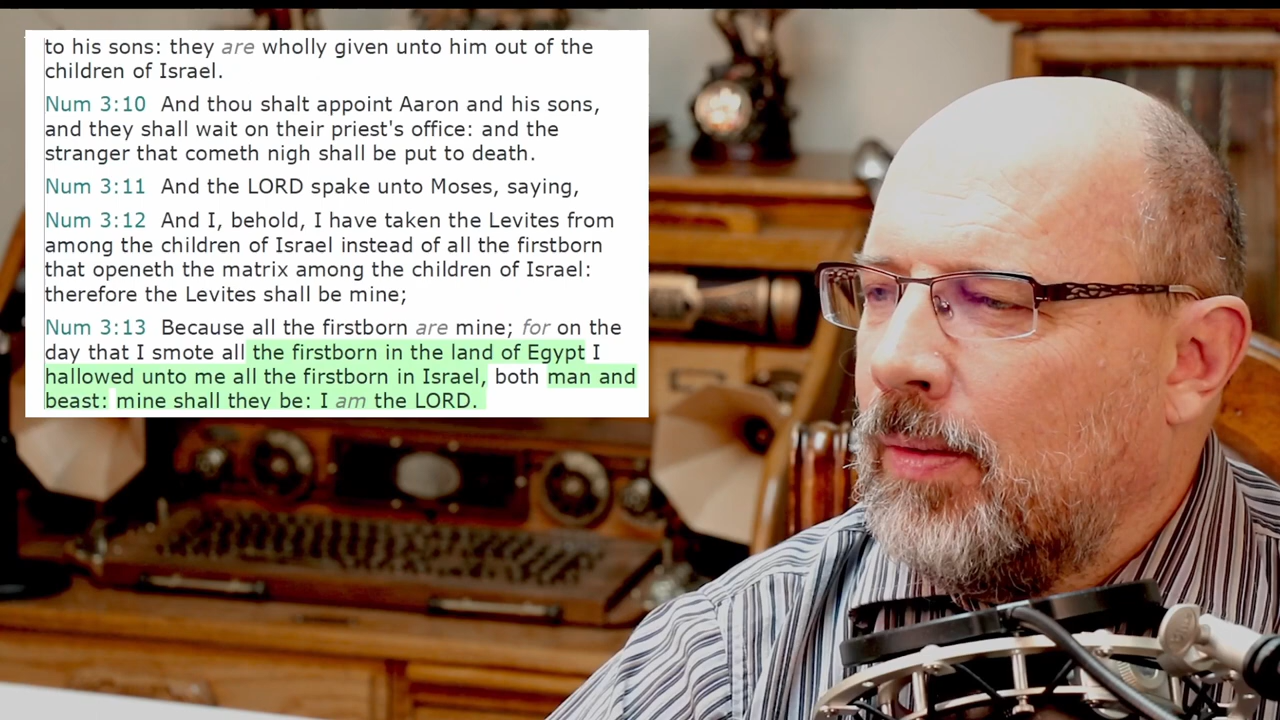 to his sons: they are wholly given unto him out of the
children of Israel.
Num 3:10 And thou shalt appoint Aaron and his sons,
and they shall wait on their priest's office: and the
stranger that cometh nigh shall be put to death.
Num 3:11 And the LORD spake unto Moses, saying,
Num 3:12 And I, behold, I have taken the Levites from
among the children of Israel instead of all the firstborn
that openeth the matrix among the children of Israel:
therefore the Levites shall be mine;
Num 3:13 Because all the firstborn are mine; for on the
day that I smote all the firstborn in the land of Egypt I
hallowed unto me all the firstborn in Israel, both man and
beast: mine shall they be: I am the LORD.